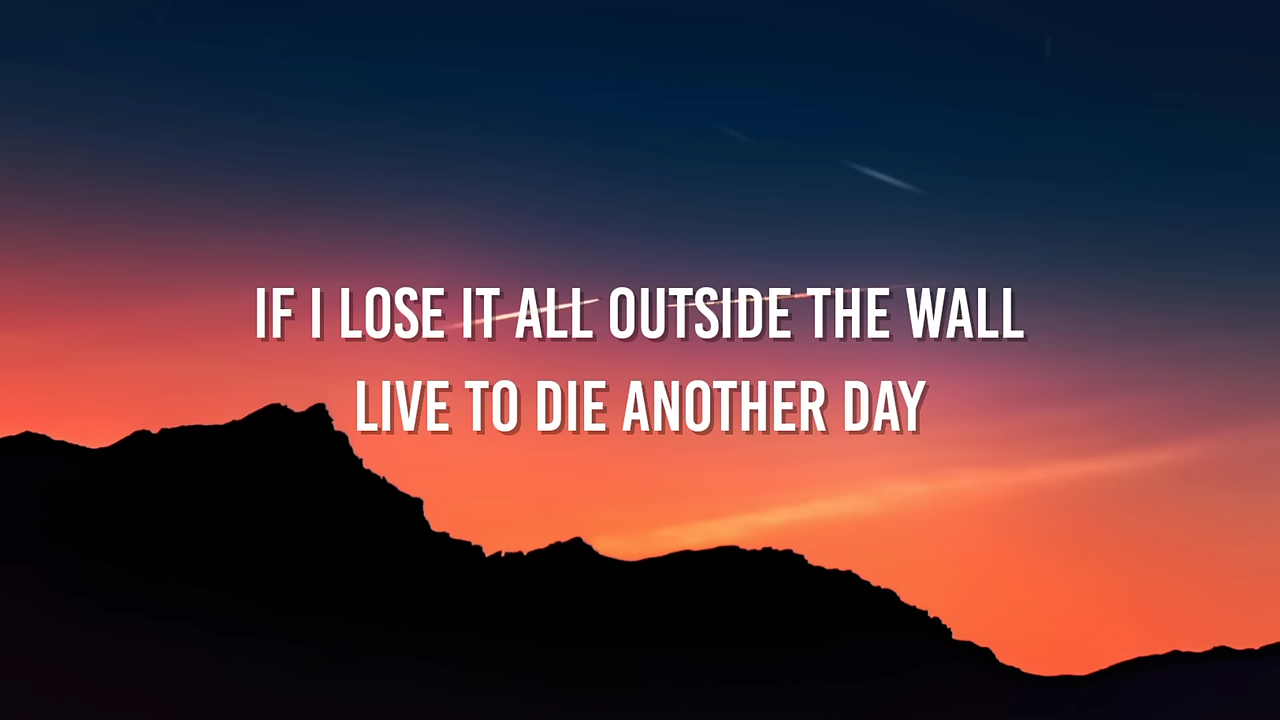 IF I LOSE IT ALL OUTSIDE THE WALL
LIVE TO DIE ANOTHER DAY